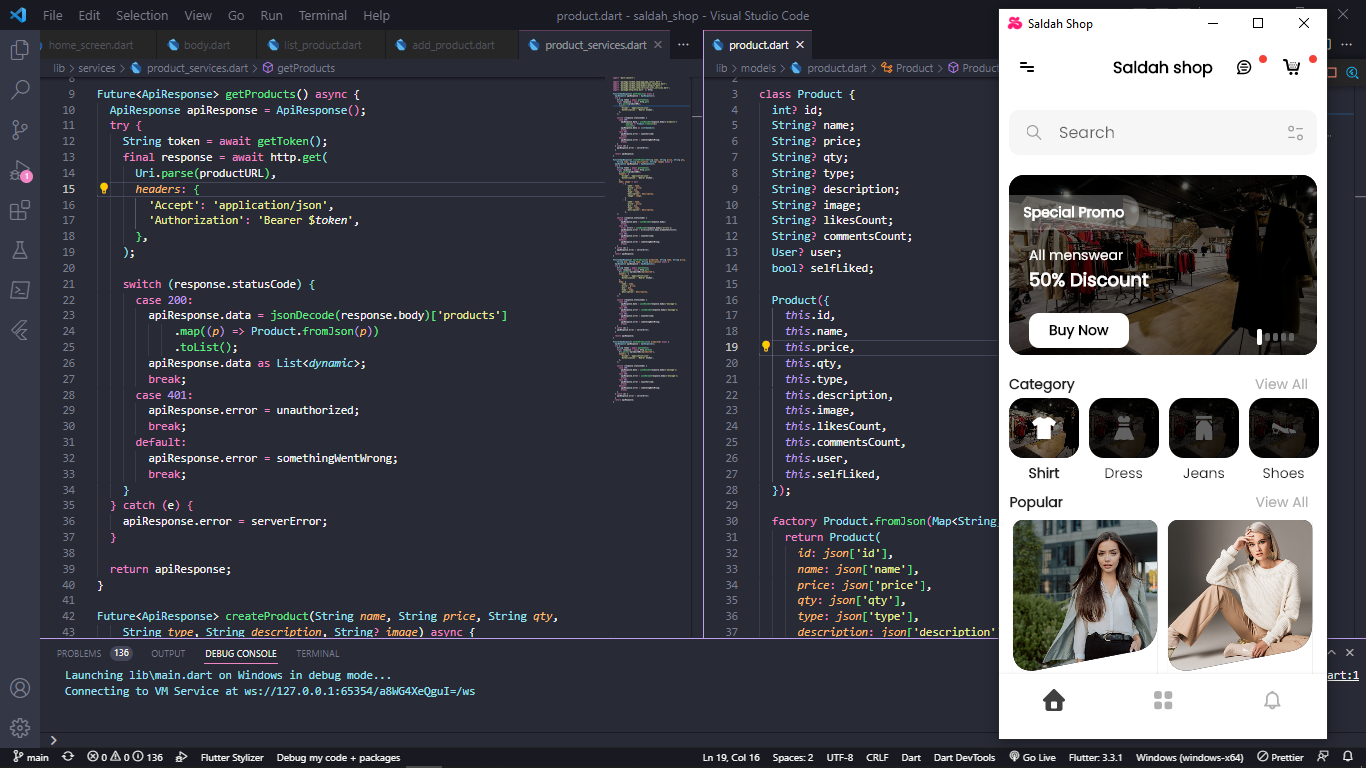 File Edit Selection View Go Run Terminal Help
product.dart - saldah_shop - Visual Studio Code
home_screen.dart
body.dart
list_product.dart
add_product.dart
product_services.dart
lib > services > product_services.dart > getProducts
8
9 Future<ApiResponse> getProducts() async {
10 ApiResponse apiResponse = ApiResponse();
11 try {
12 String token = await getToken();
13 final response = await http.get(
14 Uri.parse(productURL),
15 headers: {
16 'Accept': 'application/json',
17 'Authorization': 'Bearer $token',
18 },
19 );
20
21 switch (response.statusCode) {
22 case 200:
23 apiResponse.data = jsonDecode(response.body)['products']
24 .map((p) => Product.fromJson(p))
25 .toList();
26 apiResponse.data as List<dynamic>;
27 break;
28 case 401:
29 apiResponse.error = unauthorized;
30 break;
31 default:
32 apiResponse.error = somethingWentWrong;
33 break;
34 }
35 } catch (e) {
36 apiResponse.error = serverError;
37 }
38
39 return apiResponse;
40 }
41
42 Future<ApiResponse> createProduct(String name, String price, String qty,
43 String type, String description, String? image) async {
product.dart
lib > models > product.dart > Product >
2
3 class Product {
4 int? id;
5 String? name;
6 String? price;
7 String? qty;
8 String? type;
9 String? description;
10 String? image;
11 String? likesCount;
12 String? commentsCount;
13 User? user;
14 bool? selfLiked;
15
16 Product({
17 this.id,
18 this.name,
19 this.price,
20 this.qty,
21 this.type,
22 this.description,
23 this.image,
24 this.likesCount,
25 this.commentsCount,
26 this.user,
27 this.selfLiked,
28 });
29
30 factory Product.fromJson(Map<String
31 return Product(
32 id: json['id'],
33 name: json['name'],
34 price: json['price'],
35 qty: json['qty'],
36 type: json['type'],
37 description: json['description'
Saldah Shop
Saldah shop
Search
Special Promo
All menswear
50% Discount
Buy Now
Category View All
Shirt Dress Jeans Shoes
Popular View All
PROBLEMS 136 OUTPUT DEBUG CONSOLE TERMINAL
Launching lib\main.dart on Windows in debug mode...
Connecting to VM Service at ws://127.0.0.1:65354/a8WG4XeQguI=/ws
art:1
1
main 0 0 136 Flutter Stylizer Debug my code + packages
Ln 19, Col 16 Spaces: 2 UTF-8 CRLF Dart Dart DevTools Go Live Flutter: 3.3.1 Windows (windows-x64) Prettier